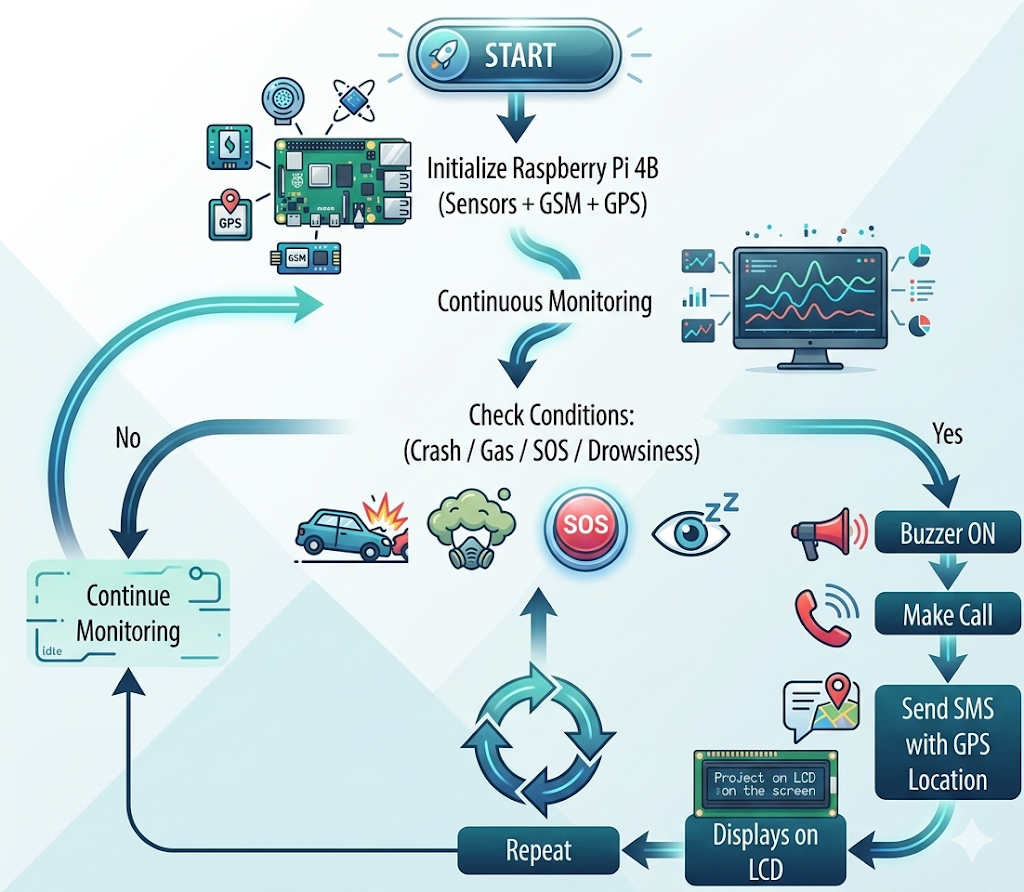 START
GPS
GSM
Initialize Raspberry Pi 4B
(Sensors + GSM + GPS)
Continuous Monitoring
Check Conditions:
(Crash / Gas / SOS / Drowsiness)
No
Yes
SOS
zzz
Buzzer ON
Make Call
Continue
Monitoring
idle
Send SMS
with GPS
Location
Project on LCD
on the screen
Displays on
LCD
Repeat